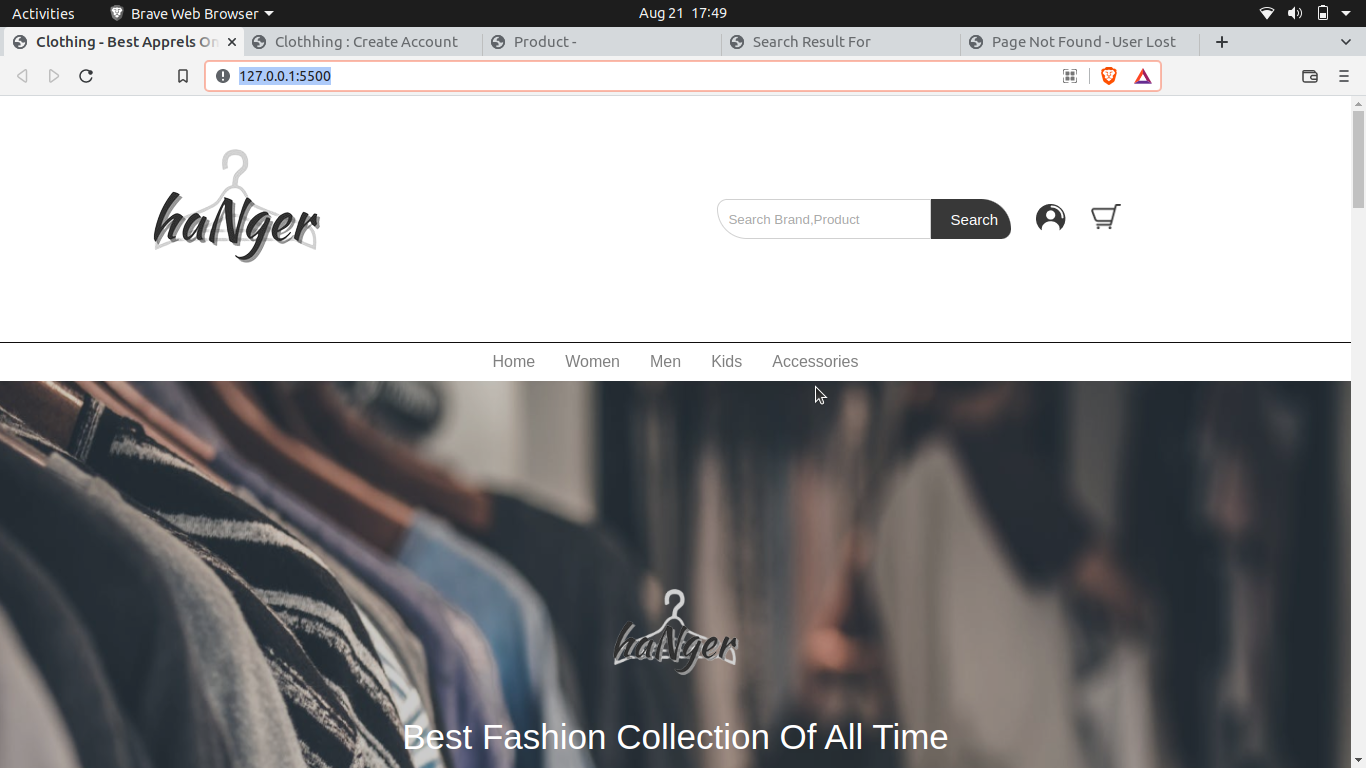 Activities Brave Web Browser Aug 21 17:49
Clothing - Best Apprels On Clothhing : Create Account Product - Search Result For Page Not Found - User Lost
127.0.0.1:5500
haNger
Search Brand,Product Search
Home Women Men Kids Accessories
haNger
Best Fashion Collection Of All Time